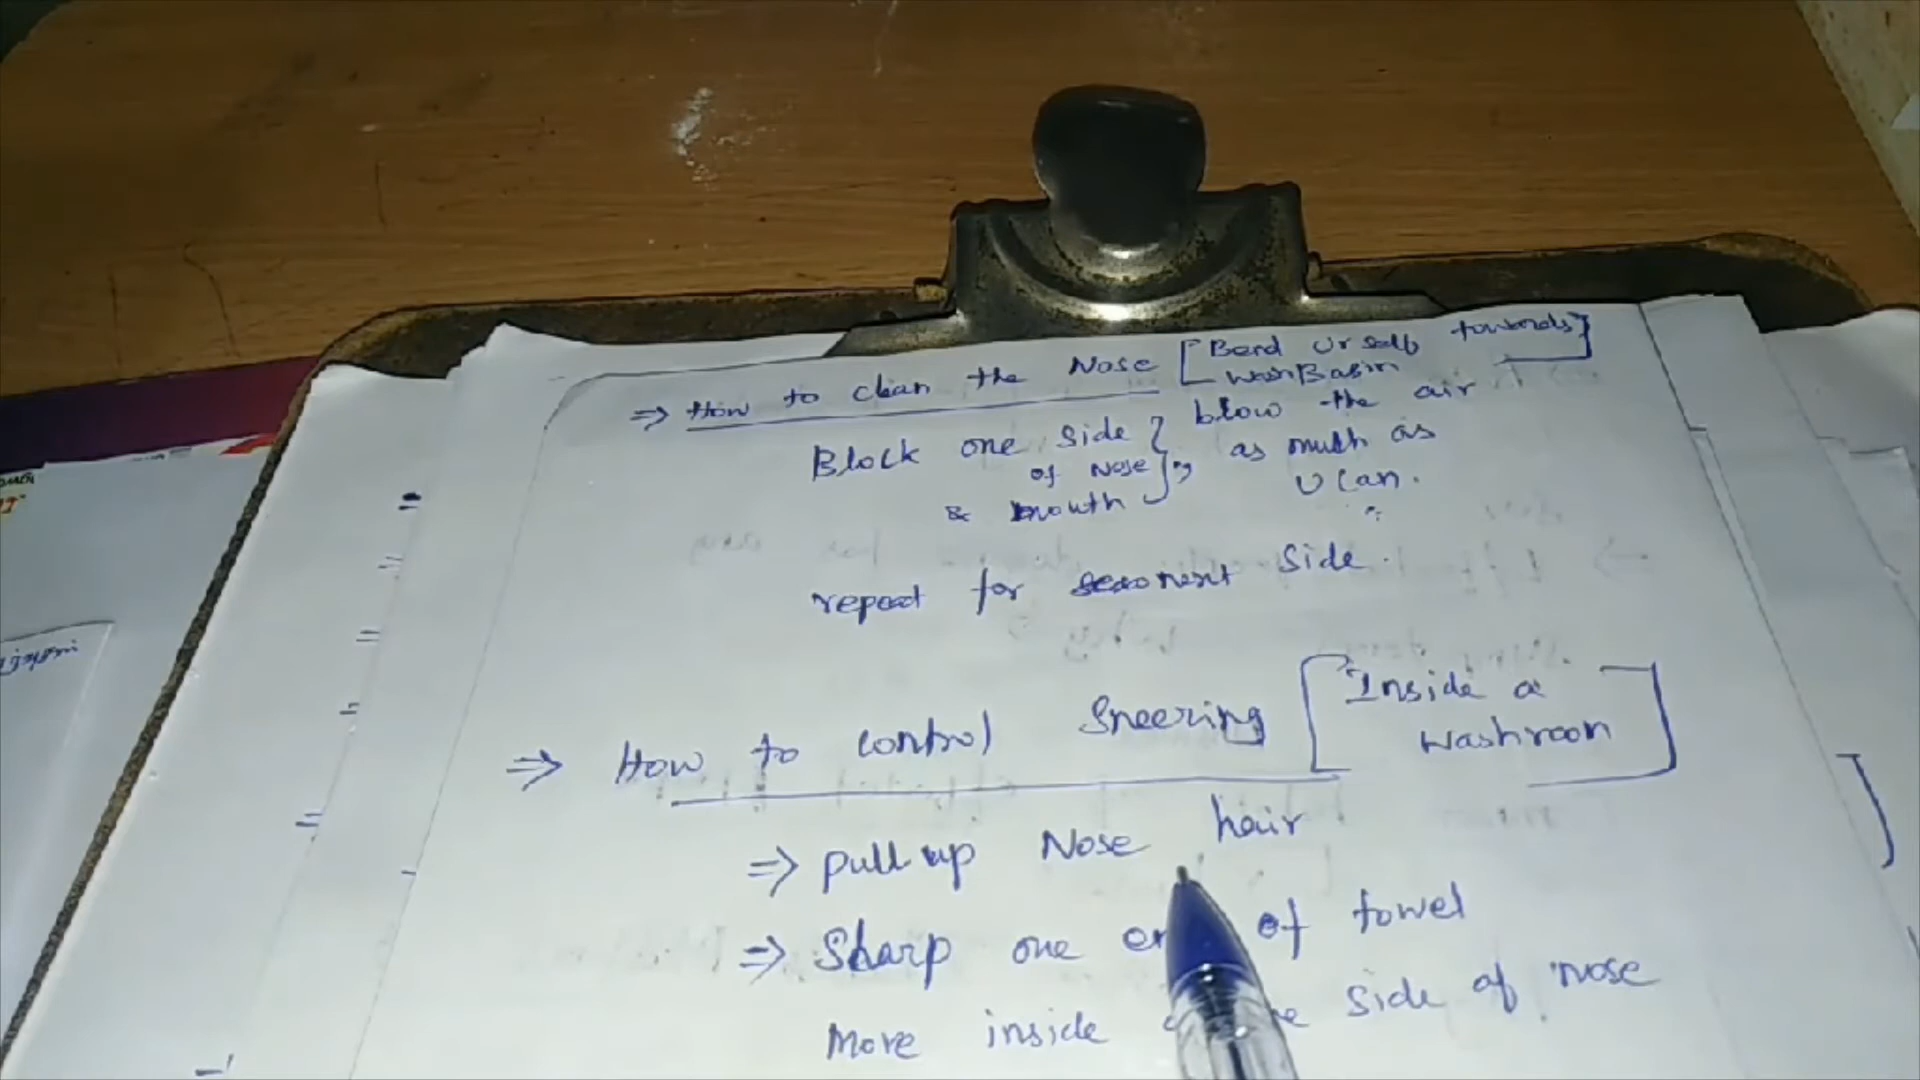 ⇒ How to clean the Nose [Bend Urself towards]
WashBasin
Block one side } blow the air
of Nose ; as much as
& mouth U Can.
repeat for next side.
⇒ How to control Sneezing [Inside a
washroom]
⇒ pull up Nose hair
⇒ Sharp one of towel
More inside side of Nose